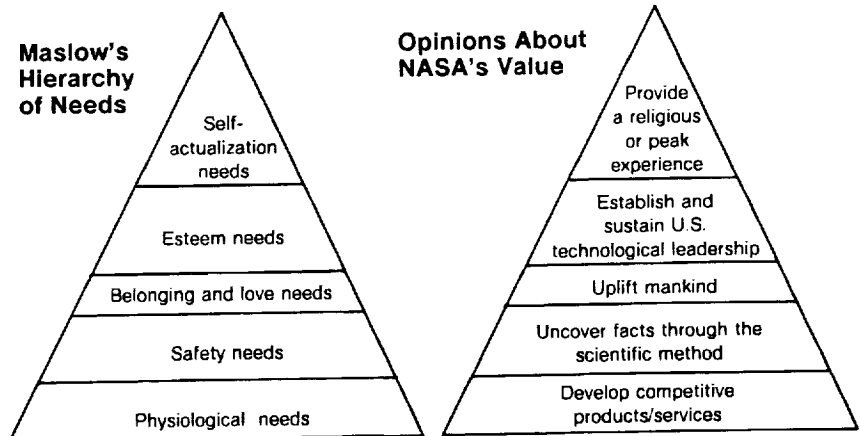 Maslow's
Hierarchy
of Needs
Self-
actualization
needs
Esteem needs
Belonging and love needs
Safety needs
Physiological needs
Opinions About
NASA's Value
Provide
a religious
or peak
experience
Establish and
sustain U.S.
technological leadership
Uplift mankind
Uncover facts through the
scientific method
Develop competitive
products/services